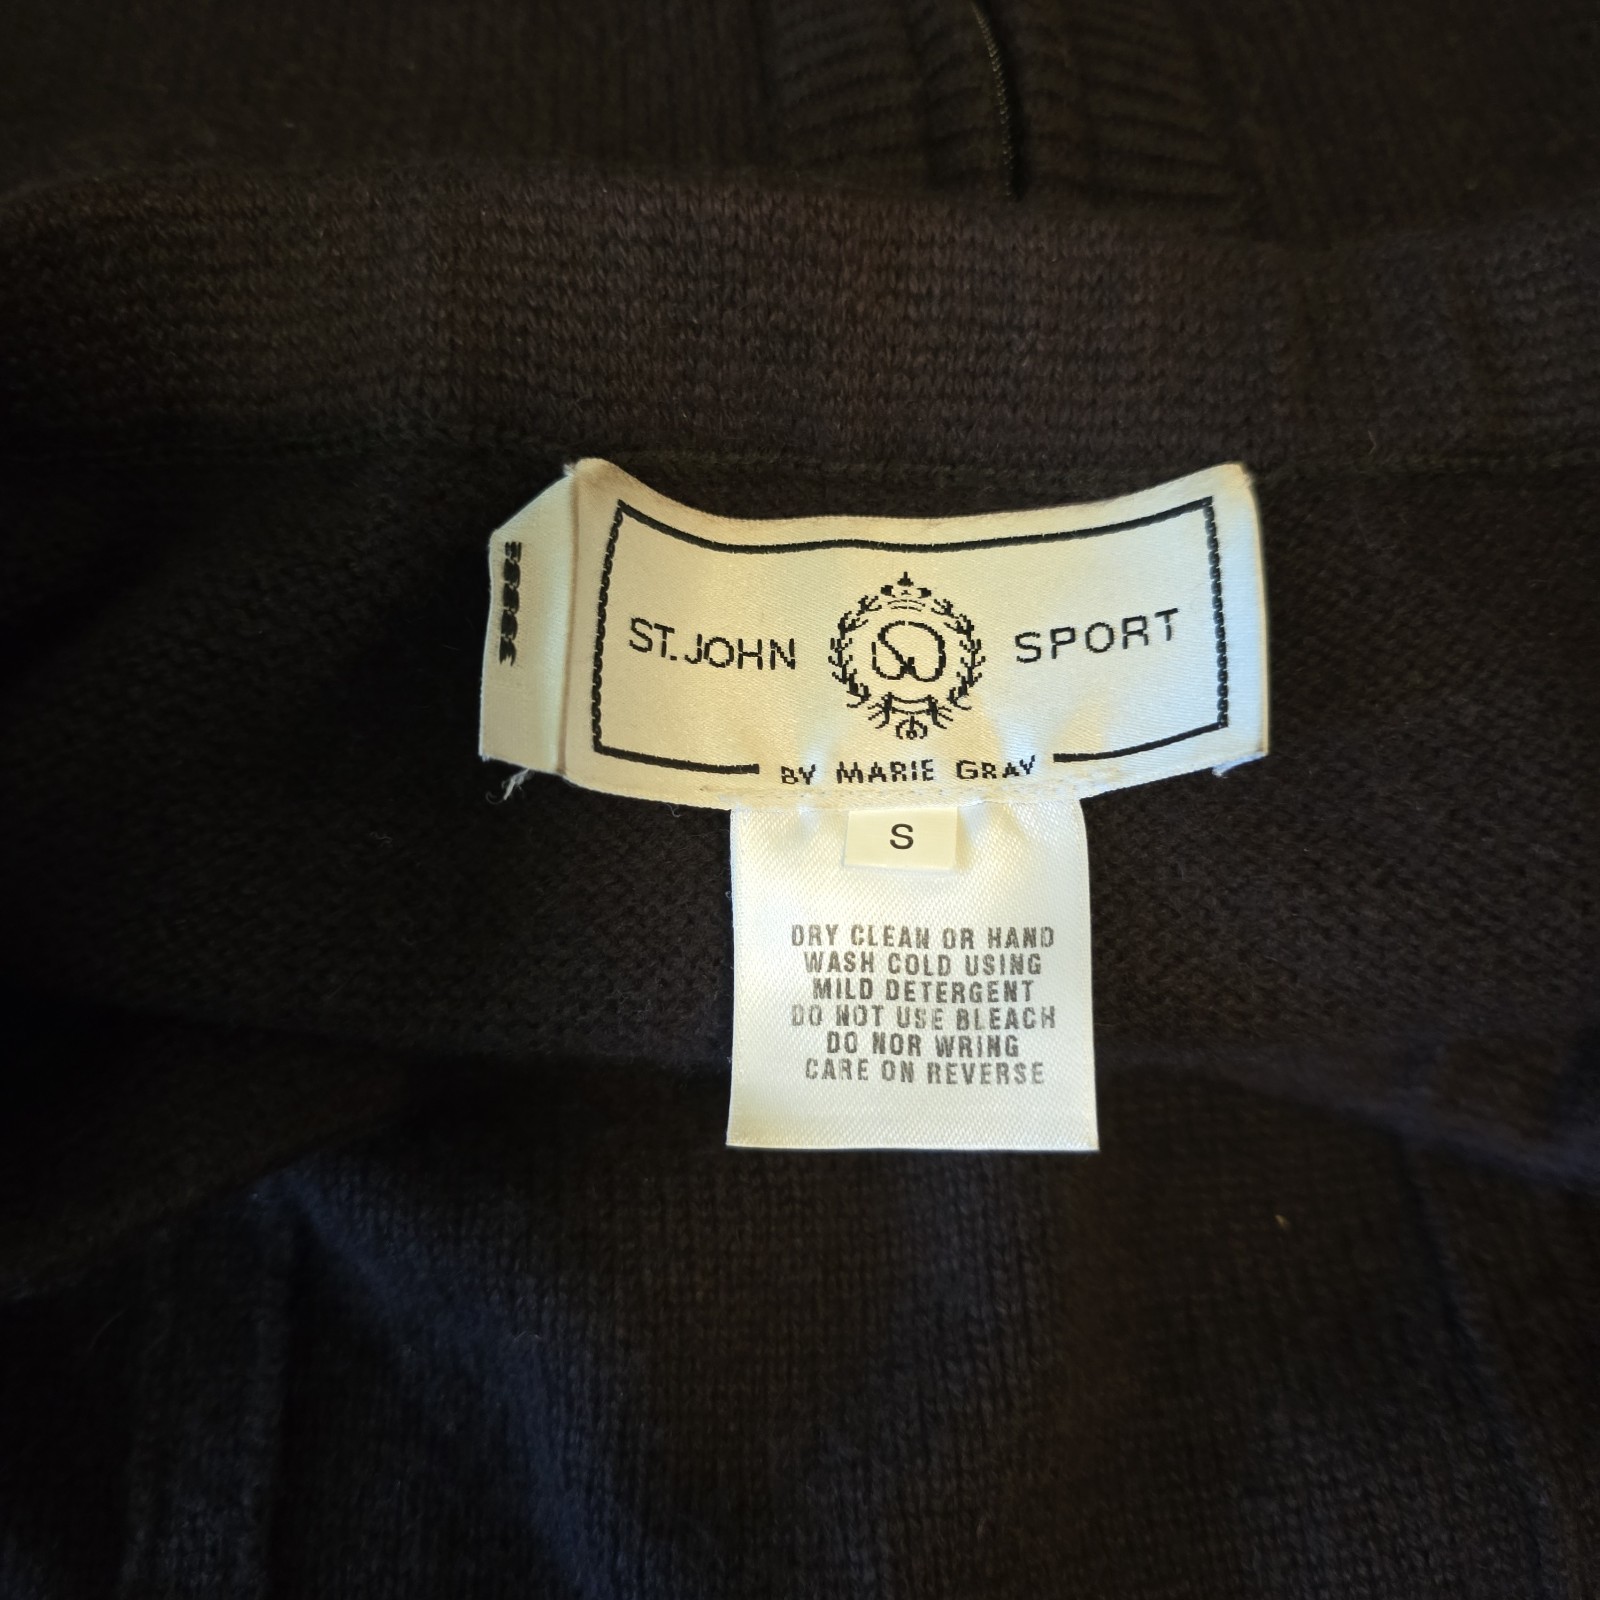 ST. JOHN SPORT
BY MARIE GRAY
S
DRY CLEAN OR HAND
WASH COLD USING
MILD DETERGENT
DO NOT USE BLEACH
DO NOR WRING
CARE ON REVERSE